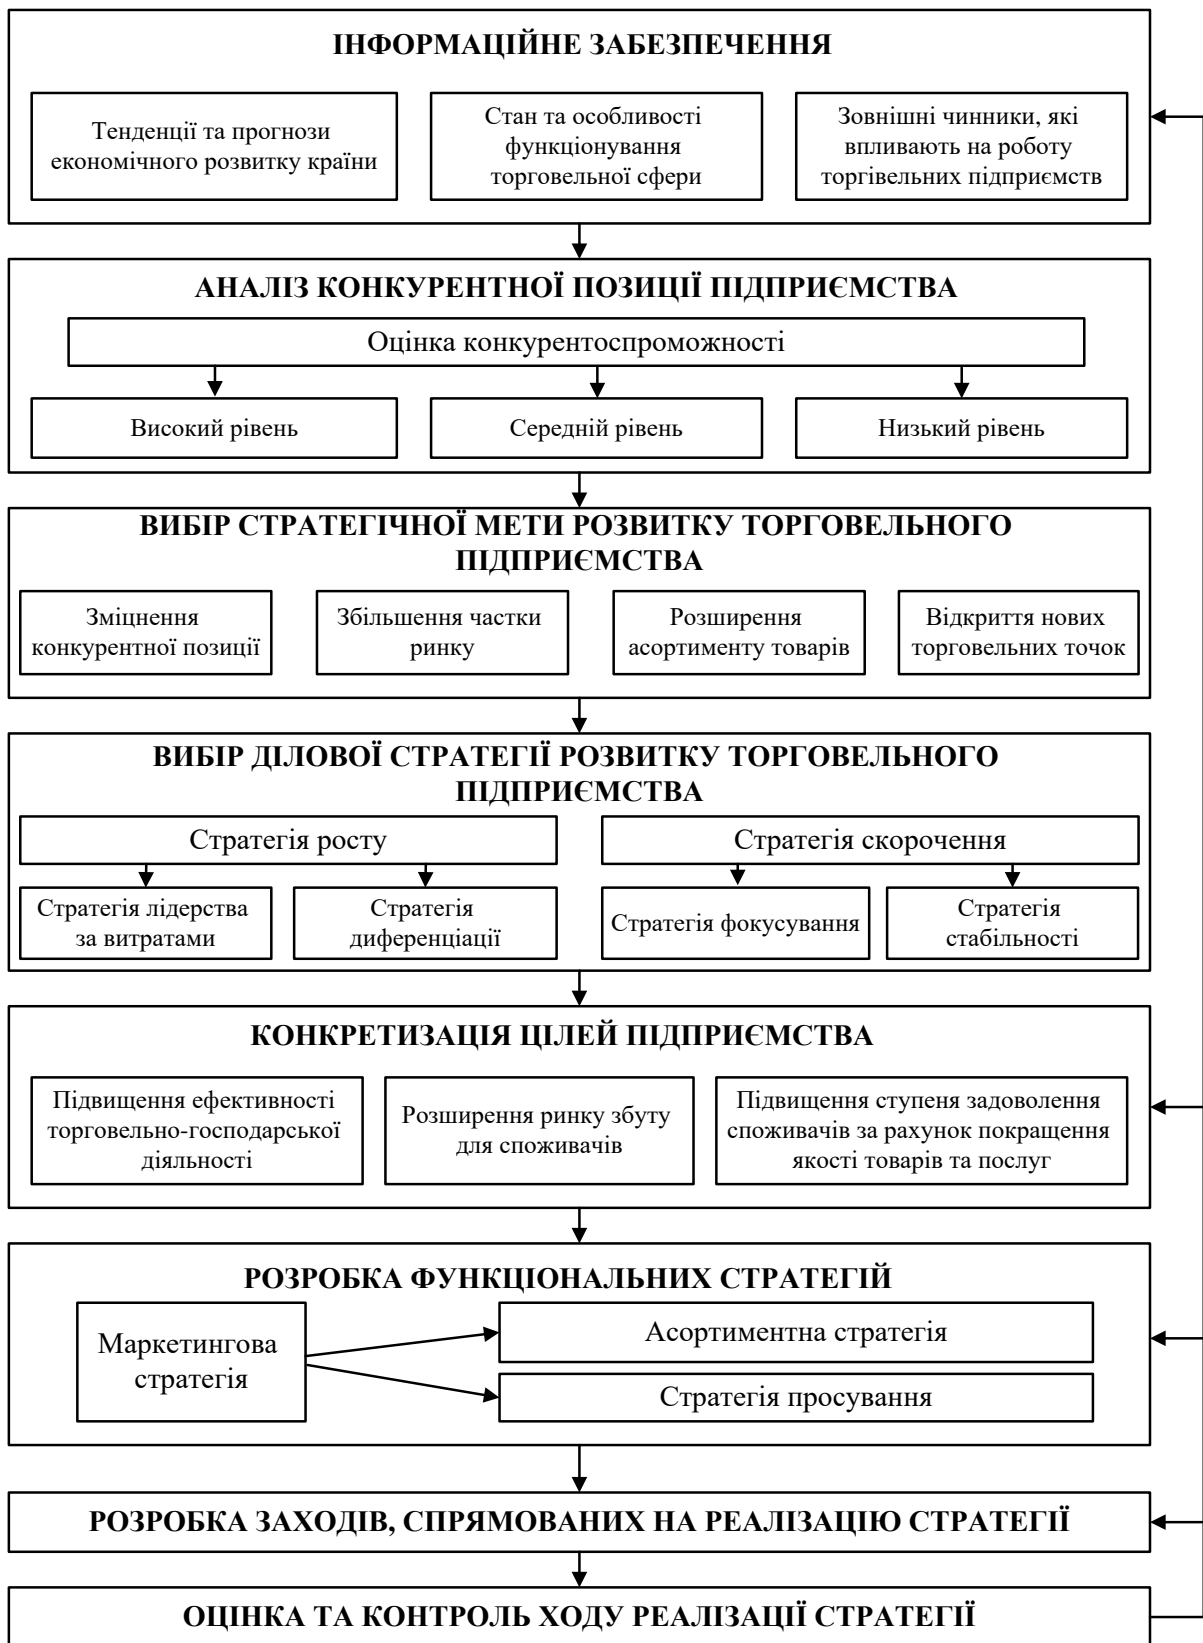 ІНФОРМАЦІЙНЕ ЗАБЕЗПЕЧЕННЯ
Тенденції та прогнози
економічного розвитку країни
Стан та особливості
функціонування
торговельної сфери
Зовнішні чинники, які
впливають на роботу
торгівельних підприємств
АНАЛІЗ КОНКУРЕНТНОЇ ПОЗИЦІЇ ПІДПРИЄМСТВА
Оцінка конкурентоспроможності
Високий рівень
Середній рівень
Низький рівень
ВИБІР СТРАТЕГІЧНОЇ МЕТИ РОЗВИТКУ ТОРГОВЕЛЬНОГО
ПІДПРИЄМСТВА
Зміцнення
конкурентної позиції
Збільшення частки
ринку
Розширення
асортименту товарів
Відкриття нових
торговельних точок
ВИБІР ДІЛОВОЇ СТРАТЕГІЇ РОЗВИТКУ ТОРГОВЕЛЬНОГО
ПІДПРИЄМСТВА
Стратегія росту
Стратегія скорочення
Стратегія лідерства
за витратами
Стратегія
диференціації
Стратегія фокусування
Стратегія
стабільності
КОНКРЕТИЗАЦІЯ ЦІЛЕЙ ПІДПРИЄМСТВА
Підвищення ефективності
торговельно-господарської
діяльності
Розширення ринку збуту
для споживачів
Підвищення ступеня задоволення
споживачів за рахунок покращення
якості товарів та послуг
РОЗРОБКА ФУНКЦІОНАЛЬНИХ СТРАТЕГІЙ
Маркетингова
стратегія
Асортиментна стратегія
Стратегія просування
РОЗРОБКА ЗАХОДІВ, СПРЯМОВАНИХ НА РЕАЛІЗАЦІЮ СТРАТЕГІЇ
ОЦІНКА ТА КОНТРОЛЬ ХОДУ РЕАЛІЗАЦІЇ СТРАТЕГІЇ